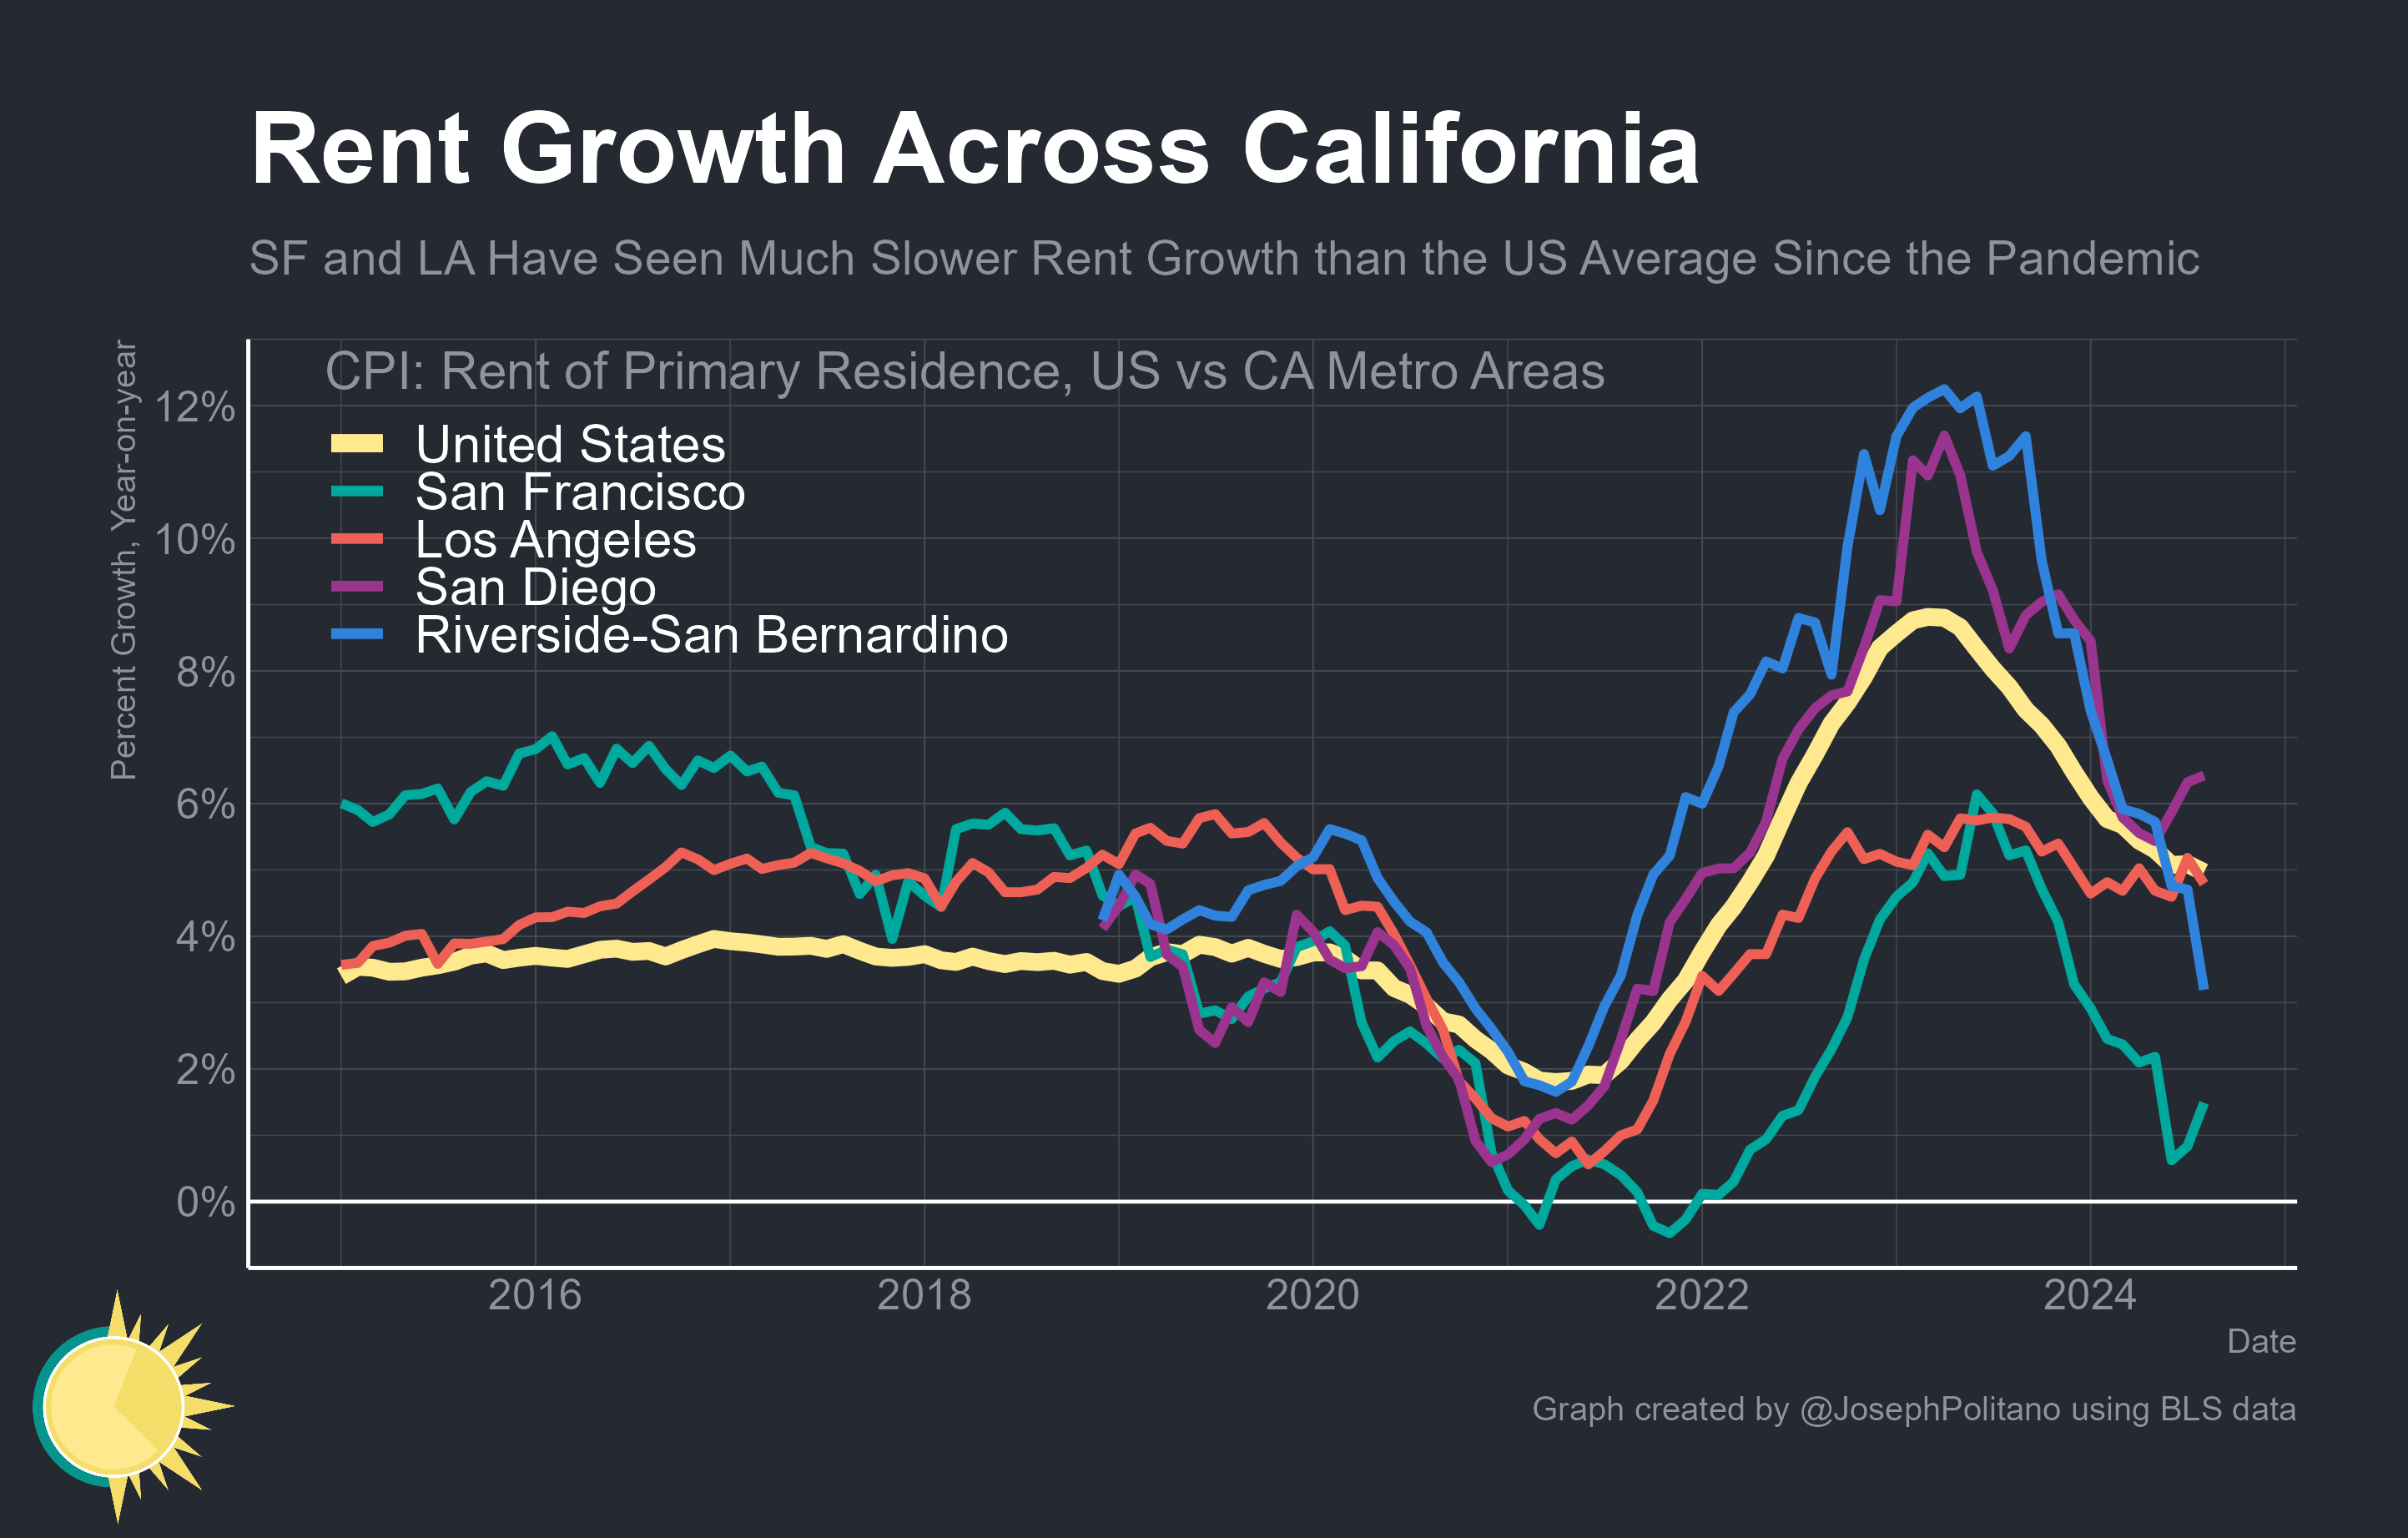 Rent Growth Across California
SF and LA Have Seen Much Slower Rent Growth than the US Average Since the Pandemic
Percent Growth, Year-on-year
CPI: Rent of Primary Residence, US vs CA Metro Areas
United States
San Francisco
Los Angeles
San Diego
Riverside-San Bernardino
12%
10%
8%
6%
4%
2%
0%
2016 2018 2020 2022 2024
Date
Graph created by @JosephPolitano using BLS data